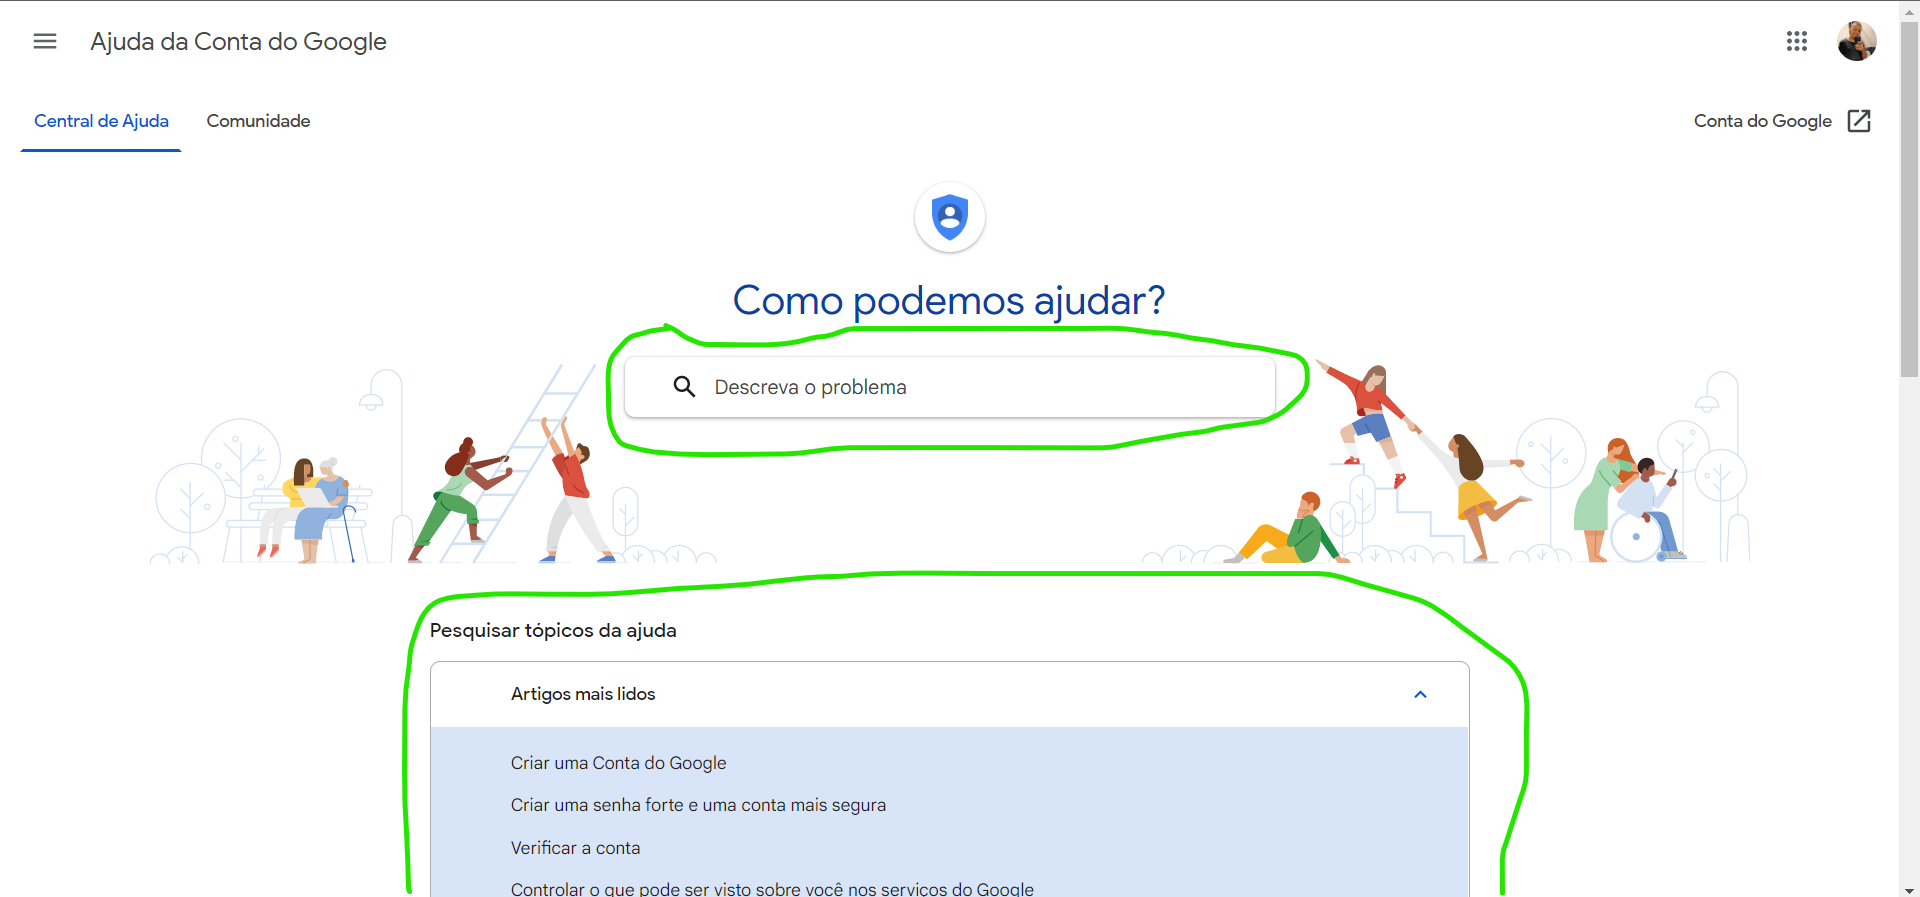 Ajuda da Conta do Google
Central de Ajuda
Comunidade
Conta do Google
Como podemos ajudar?
Descreva o problema
Pesquisar tópicos da ajuda
Artigos mais lidos
Criar uma Conta do Google
Criar uma senha forte e uma conta mais segura
Verificar a conta
Controlar o que pode ser visto sobre você nos serviços do Google